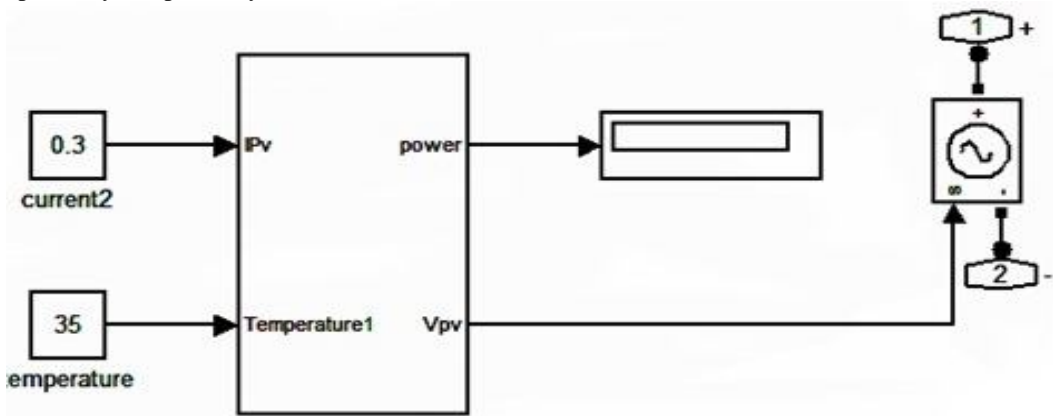 1 +
0.3
IPv
power
+
current2
s
-
2 -
35
Temperature1
Vpv
emperature